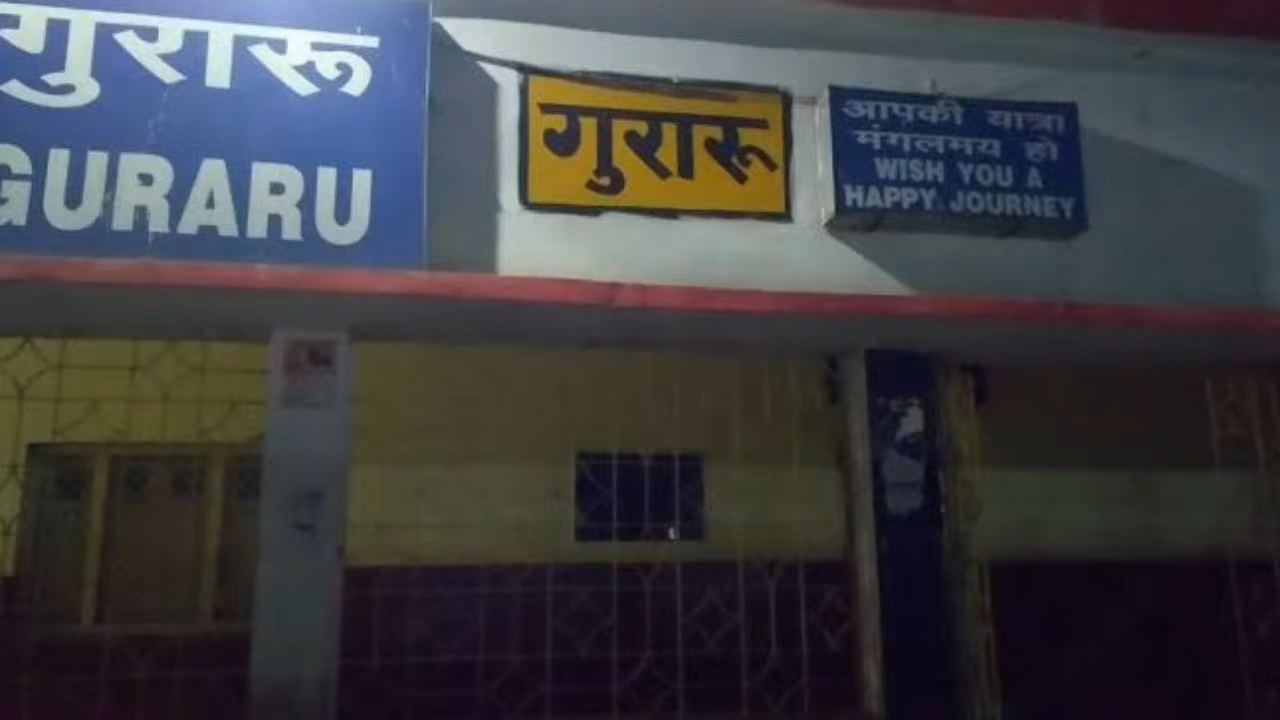 गुरारू
GURARU
गुरारू
आपकी यात्रा
मंगलमय हो
WISH YOU A
HAPPY JOURNEY